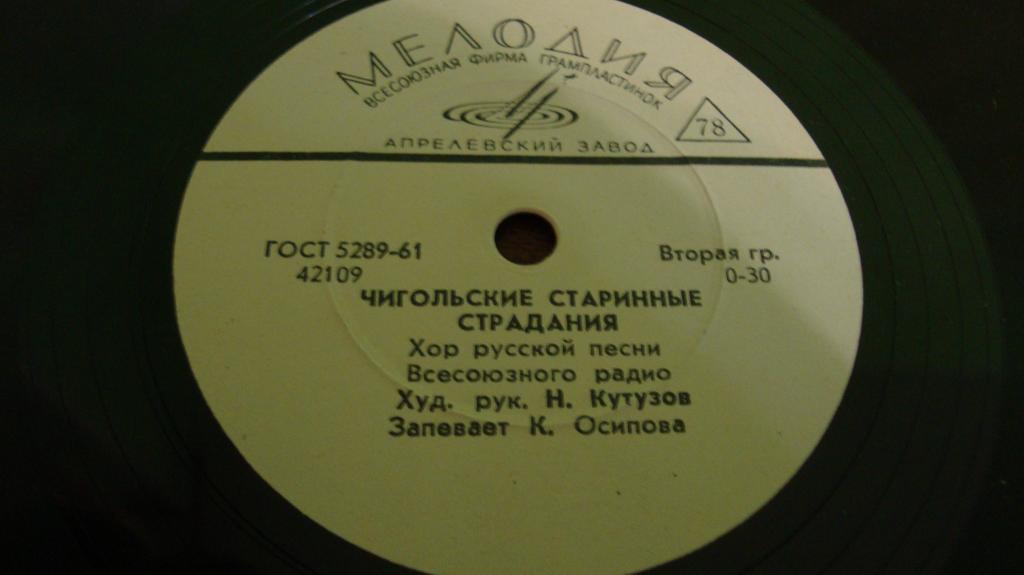 МЕЛОДИЯ
ВСЕСОЮЗНАЯ ФИРМА ГРАМПЛАСТИНОК
78
АПРЕЛЕВСКИЙ ЗАВОД
ГОСТ 5289-61 Вторая гр.
42109 0-30
ЧИГОЛЬСКИЕ СТАРИННЫЕ
СТРАДАНИЯ
Хор русской песни
Всесоюзного радио
Худ. рук. Н. Кутузов
Запевает К. Осипова